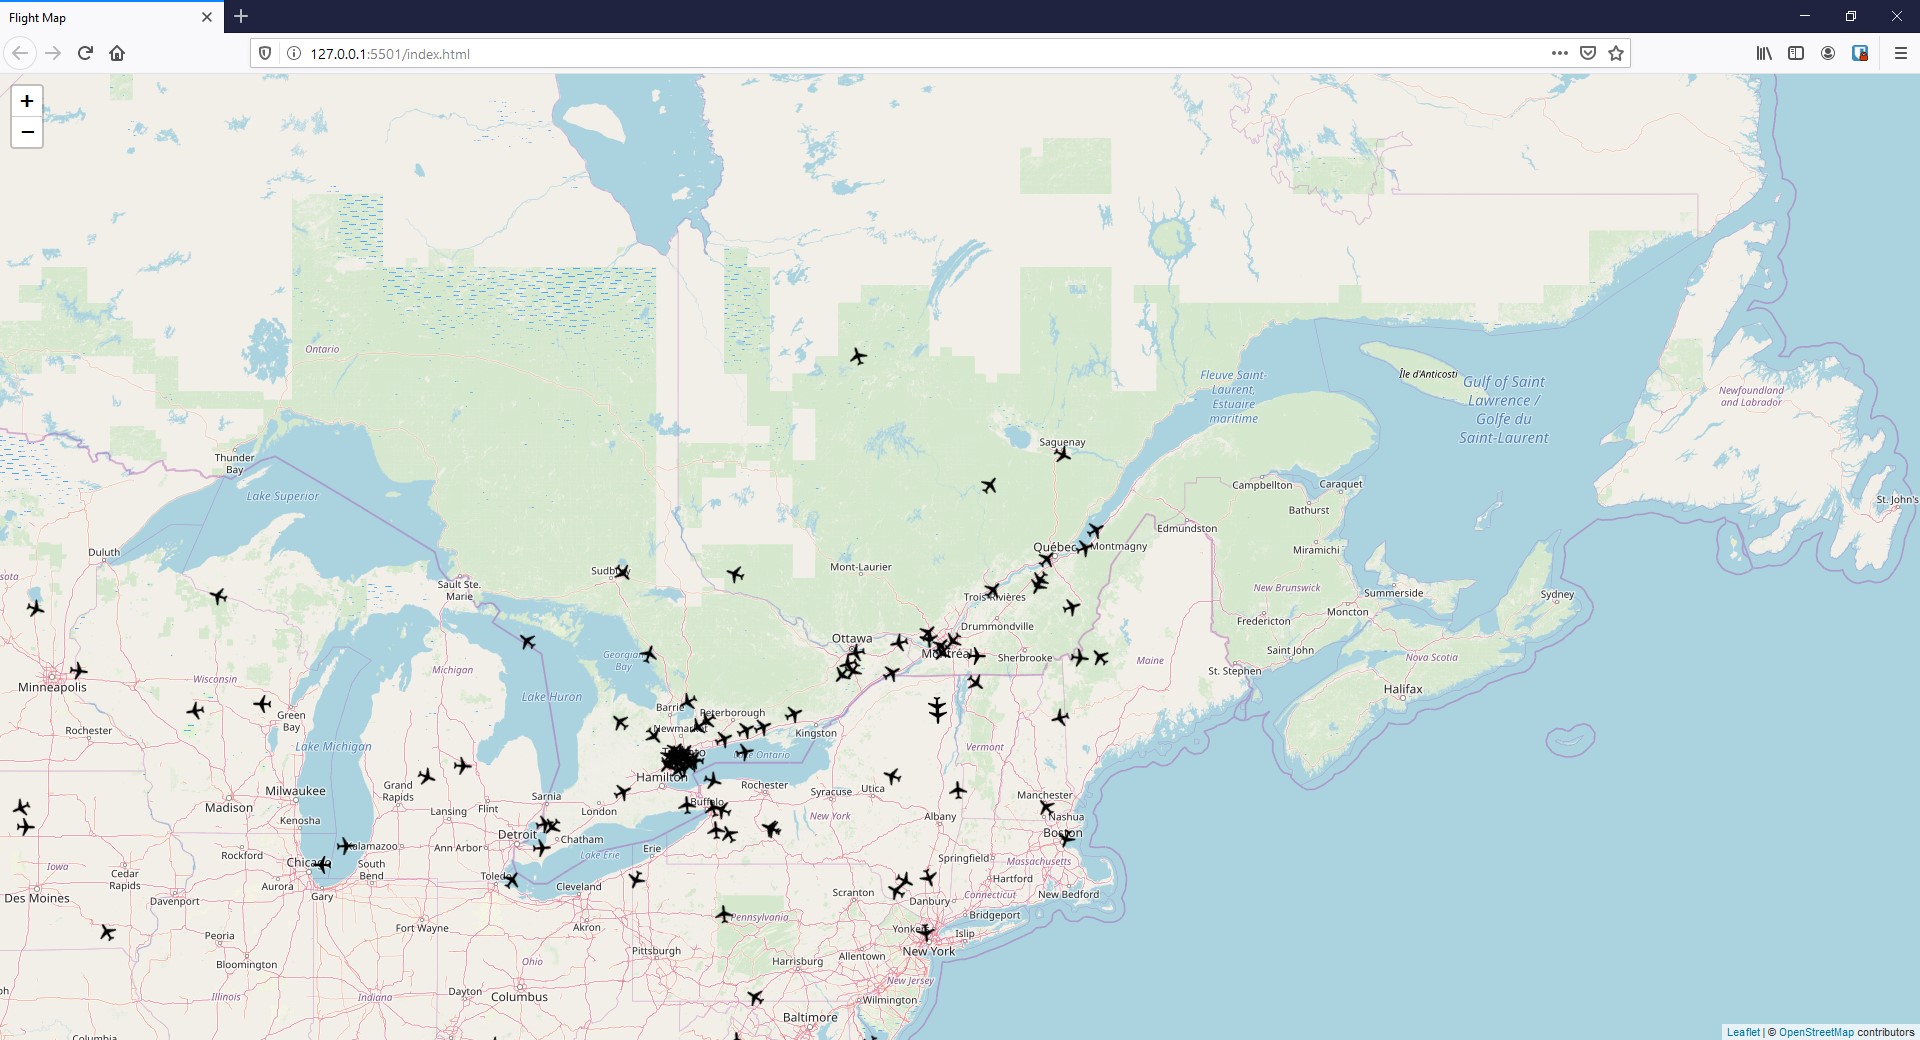 Flight Map
127.0.0.1:5501/index.html
+
−
Ontario
Île d'Anticosti
Fleuve Saint-
Laurent,
Estuaire
maritime
Gulf of Saint
Lawrence /
Golfe du
Saint-Laurent
Newfoundland
and Labrador
Saguenay
Thunder
Bay
Lake Superior
Campbellton
Caraquet
St. John's
Bathurst
Edmundston
Duluth
Québec
Montmagny
Miramichi
Mont-Laurier
Sudbury
sota
Sault Ste.
Marie
New Brunswick
Summerside
Sydney
Trois-Rivières
Moncton
Fredericton
Drummondville
Ottawa
Georgian
Bay
Montréal
Sherbrooke
Saint John
Nova Scotia
Maine
St. Stephen
Michigan
Wisconsin
Minneapolis
Lake Huron
Halifax
Barrie
Peterborough
Green
Bay
Newmarket
Rochester
Kingston
Lake Michigan
Vermont
Toronto
Lake Ontario
Hamilton
Grand
Rapids
Rochester
Syracuse
Utica
Milwaukee
Sarnia
Manchester
Madison
Lansing
Flint
London
Buffalo
New York
Albany
Nashua
Kenosha
Detroit
Chatham
Boston
Kalamazoo
Ann Arbor
Erie
Lake Erie
Rockford
Springfield
Massachusetts
Chicago
South
Bend
Iowa
Cedar
Rapids
Aurora
Toledo
Cleveland
Scranton
Hartford
Connecticut
New Bedford
Des Moines
Davenport
Gary
Danbury
Bridgeport
Fort Wayne
Akron
Pennsylvania
Yonkers
Islip
Peoria
Pittsburgh
New York
Bloomington
Ohio
Harrisburg
Allentown
ph
Illinois
Indiana
Dayton
Columbus
New Jersey
Wilmington
Baltimore
Columbia
Leaflet | © OpenStreetMap contributors